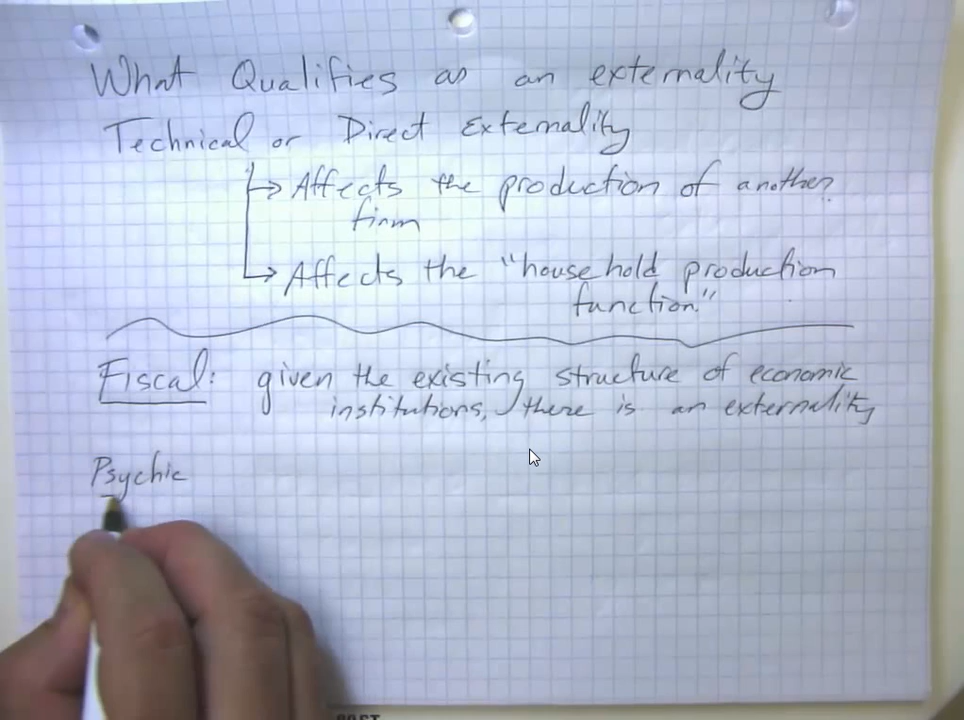 What Qualifies as an externality
Technical or Direct Externality
→ Affects the production of another
firm
→ Affects the "household production
function"
Fiscal: given the existing structure of economic
institutions, there is an externality
Psychic